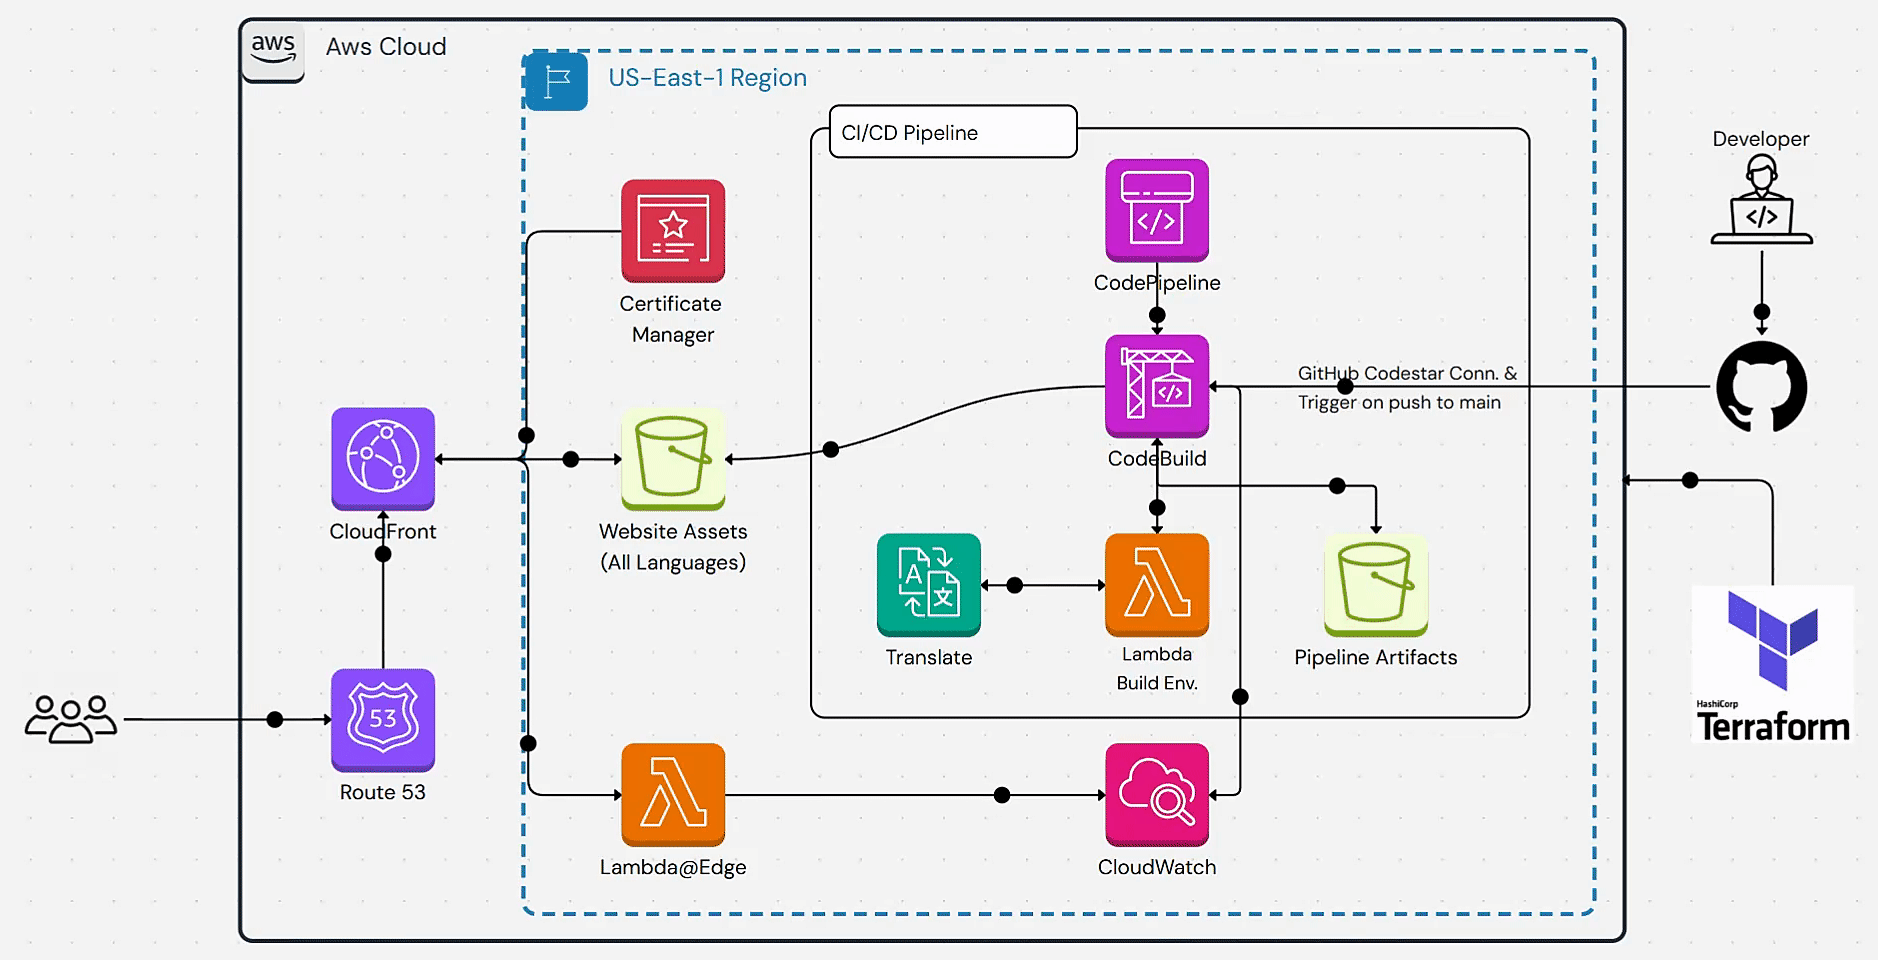 aws
Aws Cloud
US-East-1 Region
CI/CD Pipeline
Developer
</>
Certificate
Manager
</>
CodePipeline
</>
GitHub Codestar Conn. &
Trigger on push to main
CodeBuild
CloudFront
Website Assets
(All Languages)
A
文
Translate
Lambda
Build Env.
Pipeline Artifacts
53
Route 53
HashiCorp
Terraform
Lambda@Edge
CloudWatch